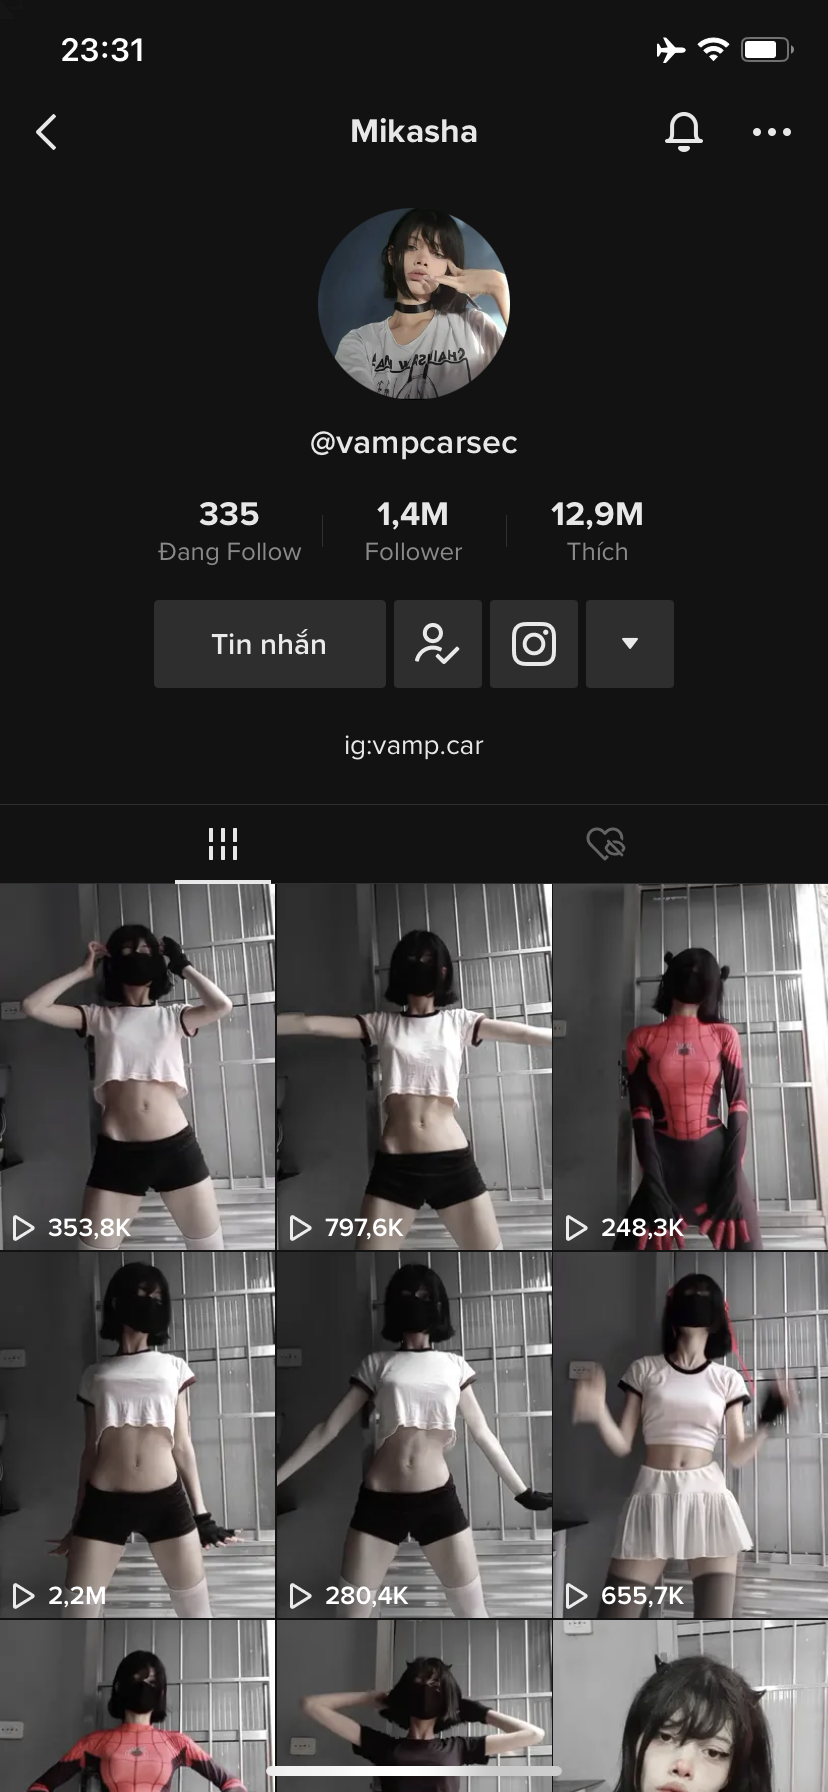 23:31
Mikasha
@vampcarsec
335 1,4M 12,9M
Đang Follow Follower Thích
Tin nhắn
ig:vamp.car
353,8K 797,6K 248,3K
2,2M 280,4K 655,7K